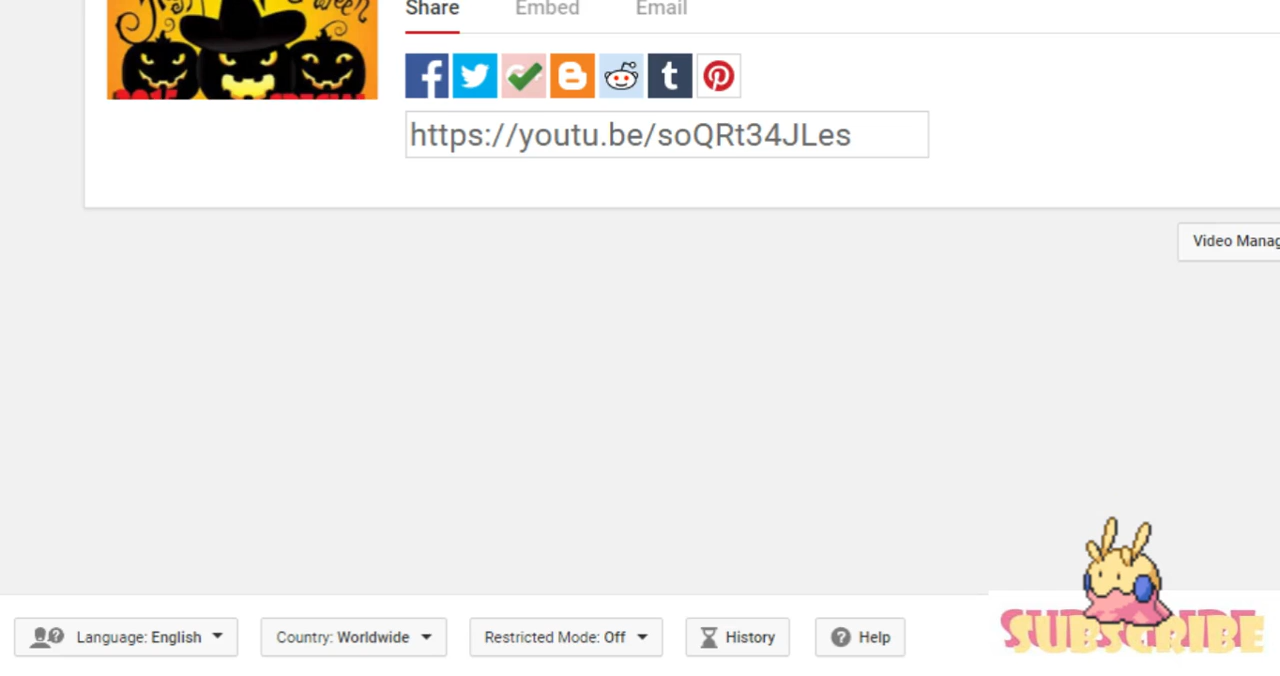 Share Embed Email
https://youtu.be/soQRt34JLes
Video Manag
Language: English Country: Worldwide Restricted Mode: Off History Help
SUBSCRIBE